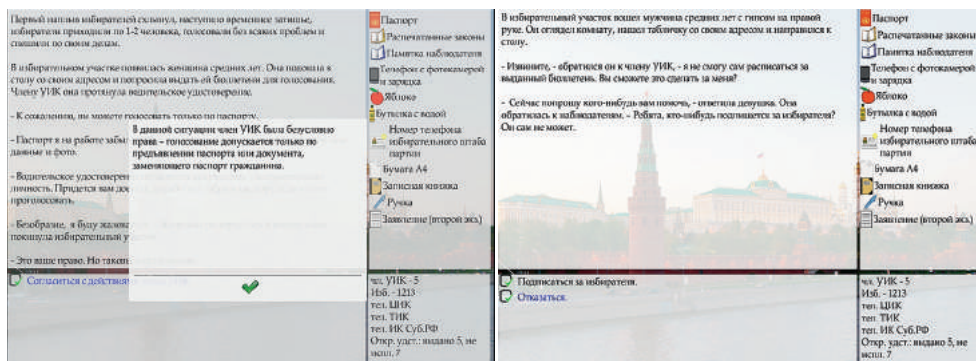 Первый наплыв избирателей схлынул, наступило временное затишье,
избиратели приходили по 1-2 человека, голосовали без всяких проблем и
спешили по своим делам.
В избирательном участке появилась женщина средних лет. Она подошла к
столу со своим адресом и попросила выдать ей бюллетени для голосования.
Члену УИК она протянула водительское удостоверение.
- К сожалению, вы можете голосовать только по паспорту.
- Паспорт я на работе забы
данные и фото.
- Водительское удостоверен
личность. Придется вам дое
проголосовать.
- Безобразие, я буду жалова
покинула избирательный у
- Это ваше право. Но таков
В данной ситуации член УИК была безусловно
права – голосование допускается только по
предъявлении паспорта или документа,
заменяющего паспорт гражданина.
Согласиться с действия
Паспорт
Распечатанные законы
Памятка наблюдателя
Телефон с фотокамерой
и зарядка
Яблоко
Бутылка с водой
Номер телефона
избирательного штаба
партии
Бумага А4
Записная книжка
Ручка
Заявление (второй экз.)
чл. УИК - 5
Изб. - 1213
тел. ЦИК
тел. ТИК
тел. ИК Суб.РФ
Откр. удст.: выдано 5, не
испл. 7
В избирательный участок вошел мужчина средних лет с гипсом на правой
руке. Он оглядел комнату, нашел табличку со своим адресом и направился к
столу.
- Извините, - обратился он к члену УИК, - я не смогу сам расписаться за
выданный бюллетень. Вы сможете это сделать за меня?
- Сейчас попрошу кого-нибудь вам помочь, - ответила девушка. Она
обратилась к наблюдателям. - Ребята, кто-нибудь подпишется за избирателя?
Он сам не может.
Подписаться за избирателя.
Отказаться.
Паспорт
Распечатанные законы
Памятка наблюдателя
Телефон с фотокамерой
и зарядка
Яблоко
Бутылка с водой
Номер телефона
избирательного штаба
партии
Бумага А4
Записная книжка
Ручка
Заявление (второй экз.)
чл. УИК - 5
Изб. - 1213
тел. ЦИК
тел. ТИК
тел. ИК Суб.РФ
Откр. удст.: выдано 5, не
испл. 7